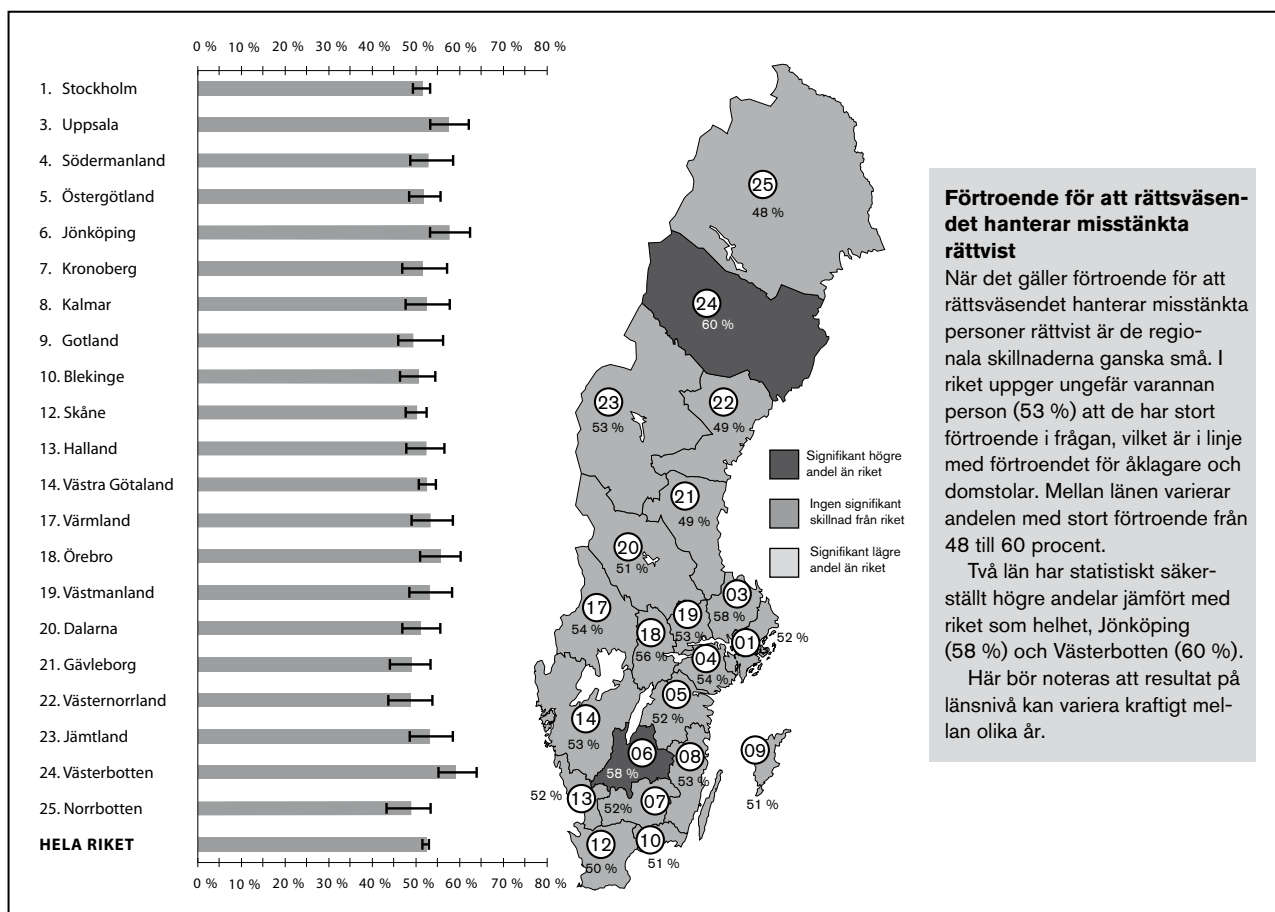 0 % 10 % 20 % 30 % 40 % 50 % 60 % 70 % 80 %
1. Stockholm
3. Uppsala
4. Södermanland
5. Östergötland
6. Jönköping
7. Kronoberg
8. Kalmar
9. Gotland
10. Blekinge
12. Skåne
13. Halland
14. Västra Götaland
17. Värmland
18. Örebro
19. Västmanland
20. Dalarna
21. Gävleborg
22. Västernorrland
23. Jämtland
24. Västerbotten
25. Norrbotten
HELA RIKET
0 % 10 % 20 % 30 % 40 % 50 % 60 % 70 % 80 %
25
48 %
24
60 %
23
53 %
22
49 %
21
49 %
20
51 %
03
58 %
17
54 %
19
53 %
18
56 %
01
52 %
04
54 %
05
52 %
14
53 %
06
58 %
08
53 %
09
51 %
13
52 %
07
52%
12
50 %
10
51 %
Signifikant högre
andel än riket
Ingen signifikant
skillnad från riket
Signifikant lägre
andel än riket
Förtroende för att rättsväsen-
det hanterar misstänkta
rättvist
När det gäller förtroende för att
rättsväsendet hanterar misstänkta
personer rättvist är de regio-
nala skillnaderna ganska små. I
riket uppger ungefär varannan
person (53 %) att de har stort
förtroende i frågan, vilket är i linje
med förtroendet för åklagare och
domstolar. Mellan länen varierar
andelen med stort förtroende från
48 till 60 procent.
Två län har statistiskt säker-
ställt högre andelar jämfört med
riket som helhet, Jönköping
(58 %) och Västerbotten (60 %).
Här bör noteras att resultat på
länsnivå kan variera kraftigt mel-
lan olika år.